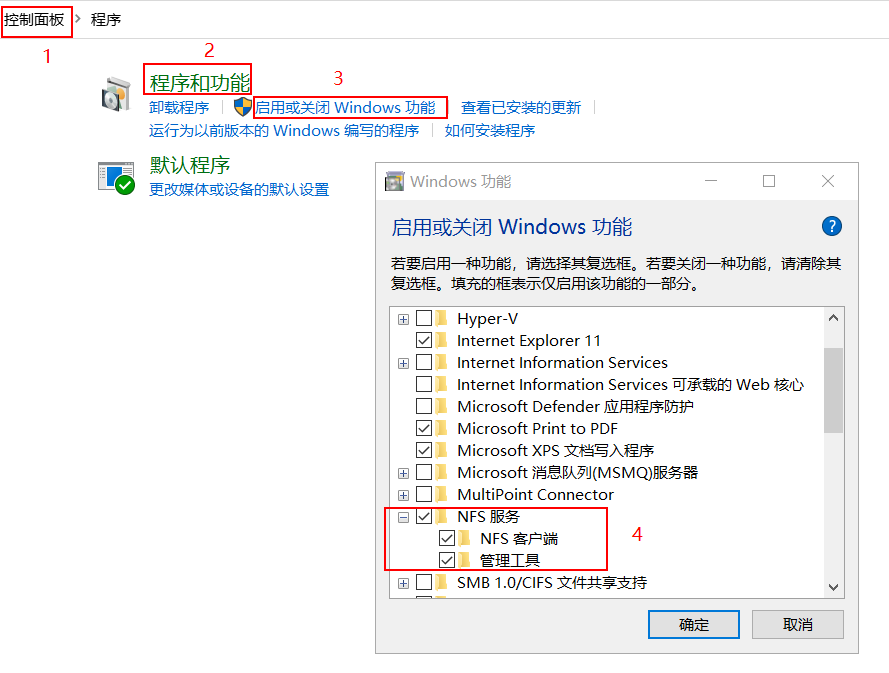 控制面板 > 程序
1
2
程序和功能
3
卸载程序
启用或关闭 Windows 功能
查看已安装的更新
运行为以前版本的 Windows 编写的程序
如何安装程序
默认程序
更改媒体或设备的默认设置
Windows 功能
启用或关闭 Windows 功能
?
若要启用一种功能，请选择其复选框。若要关闭一种功能，请清除其
复选框。填充的框表示仅启用该功能的一部分。
Hyper-V
Internet Explorer 11
Internet Information Services
Internet Information Services 可承载的 Web 核心
Microsoft Defender 应用程序防护
Microsoft Print to PDF
Microsoft XPS 文档写入程序
Microsoft 消息队列(MSMQ)服务器
MultiPoint Connector
NFS 服务
NFS 客户端
4
管理工具
SMB 1.0/CIFS 文件共享支持
确定
取消